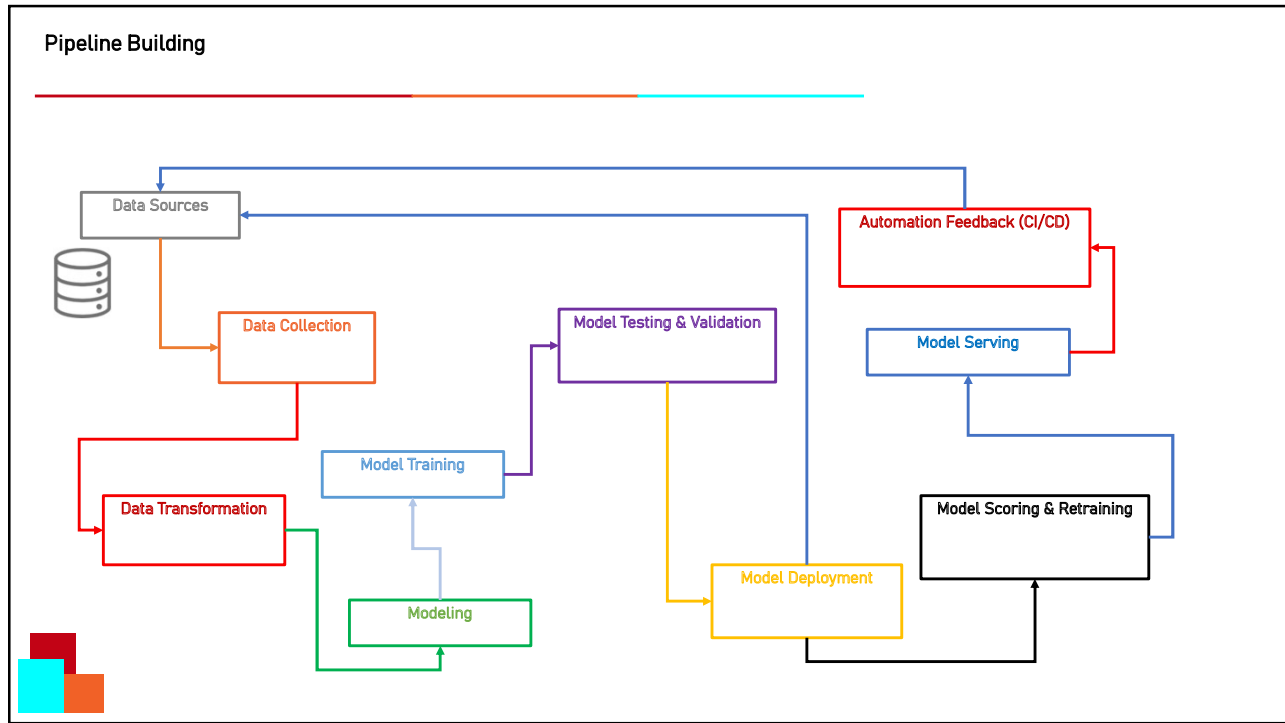 Pipeline Building
Data Sources
Automation Feedback (CI/CD)
Data Collection
Model Testing & Validation
Model Serving
Model Training
Data Transformation
Model Scoring & Retraining
Model Deployment
Modeling